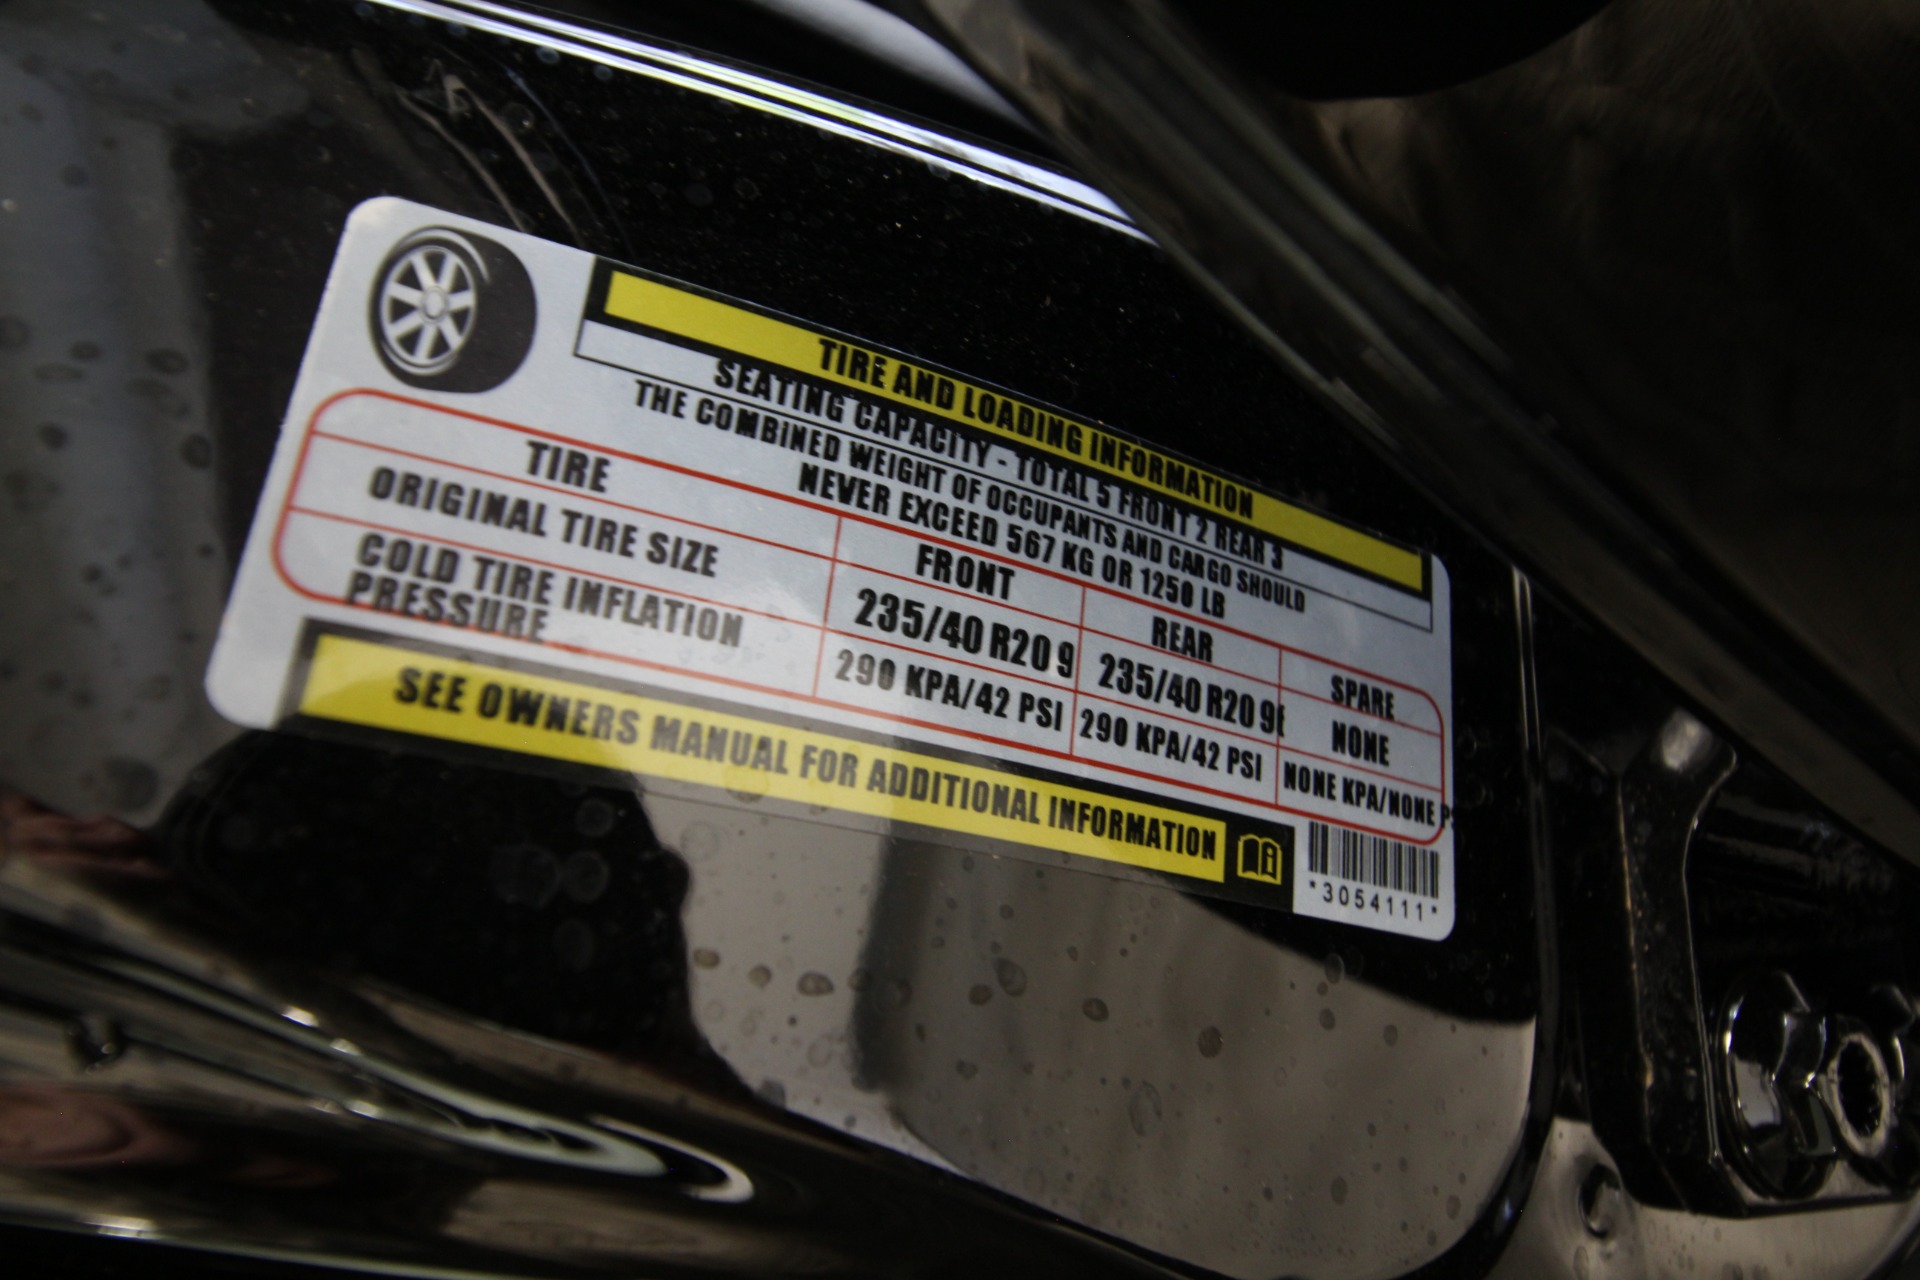 TIRE AND LOADING INFORMATION
SEATING CAPACITY - TOTAL 5 FRONT 2 REAR 3
THE COMBINED WEIGHT OF OCCUPANTS AND CARGO SHOULD
NEVER EXCEED 567 KG OR 1250 LB
TIRE FRONT REAR SPARE
ORIGINAL TIRE SIZE 235/40 R20 9 235/40 R20 NONE
COLD TIRE INFLATION PRESSURE 290 KPA/42 PSI 290 KPA/42 PSI NONE KPA/NONE
SEE OWNERS MANUAL FOR ADDITIONAL INFORMATION
*3054111*